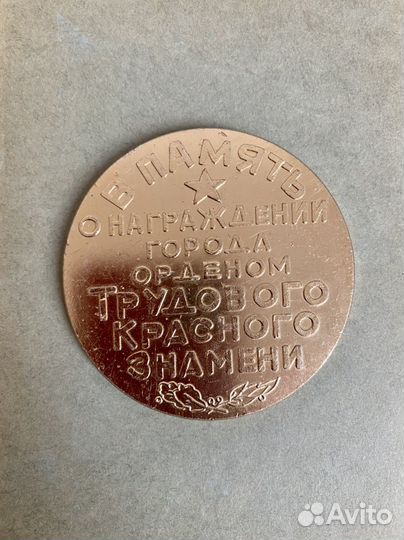 В ПАМЯТЬ
О НАГРАЖДЕНИИ
ГОРОДА
ОРДЕНОМ
ТРУДОВОГО
КРАСНОГО
ЗНАМЕНИ
Avito